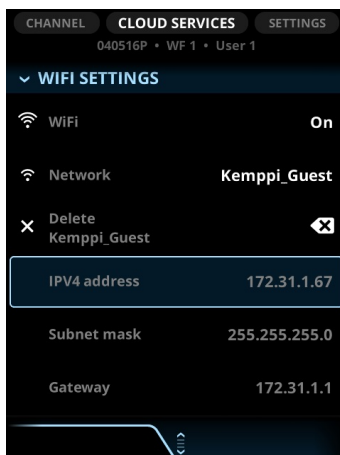 CHANNEL CLOUD SERVICES SETTINGS
040516P • WF 1 • User 1
WIFI SETTINGS
WiFi On
Network Kemppi_Guest
Delete
Kemppi_Guest
IPV4 address 172.31.1.67
Subnet mask 255.255.255.0
Gateway 172.31.1.1